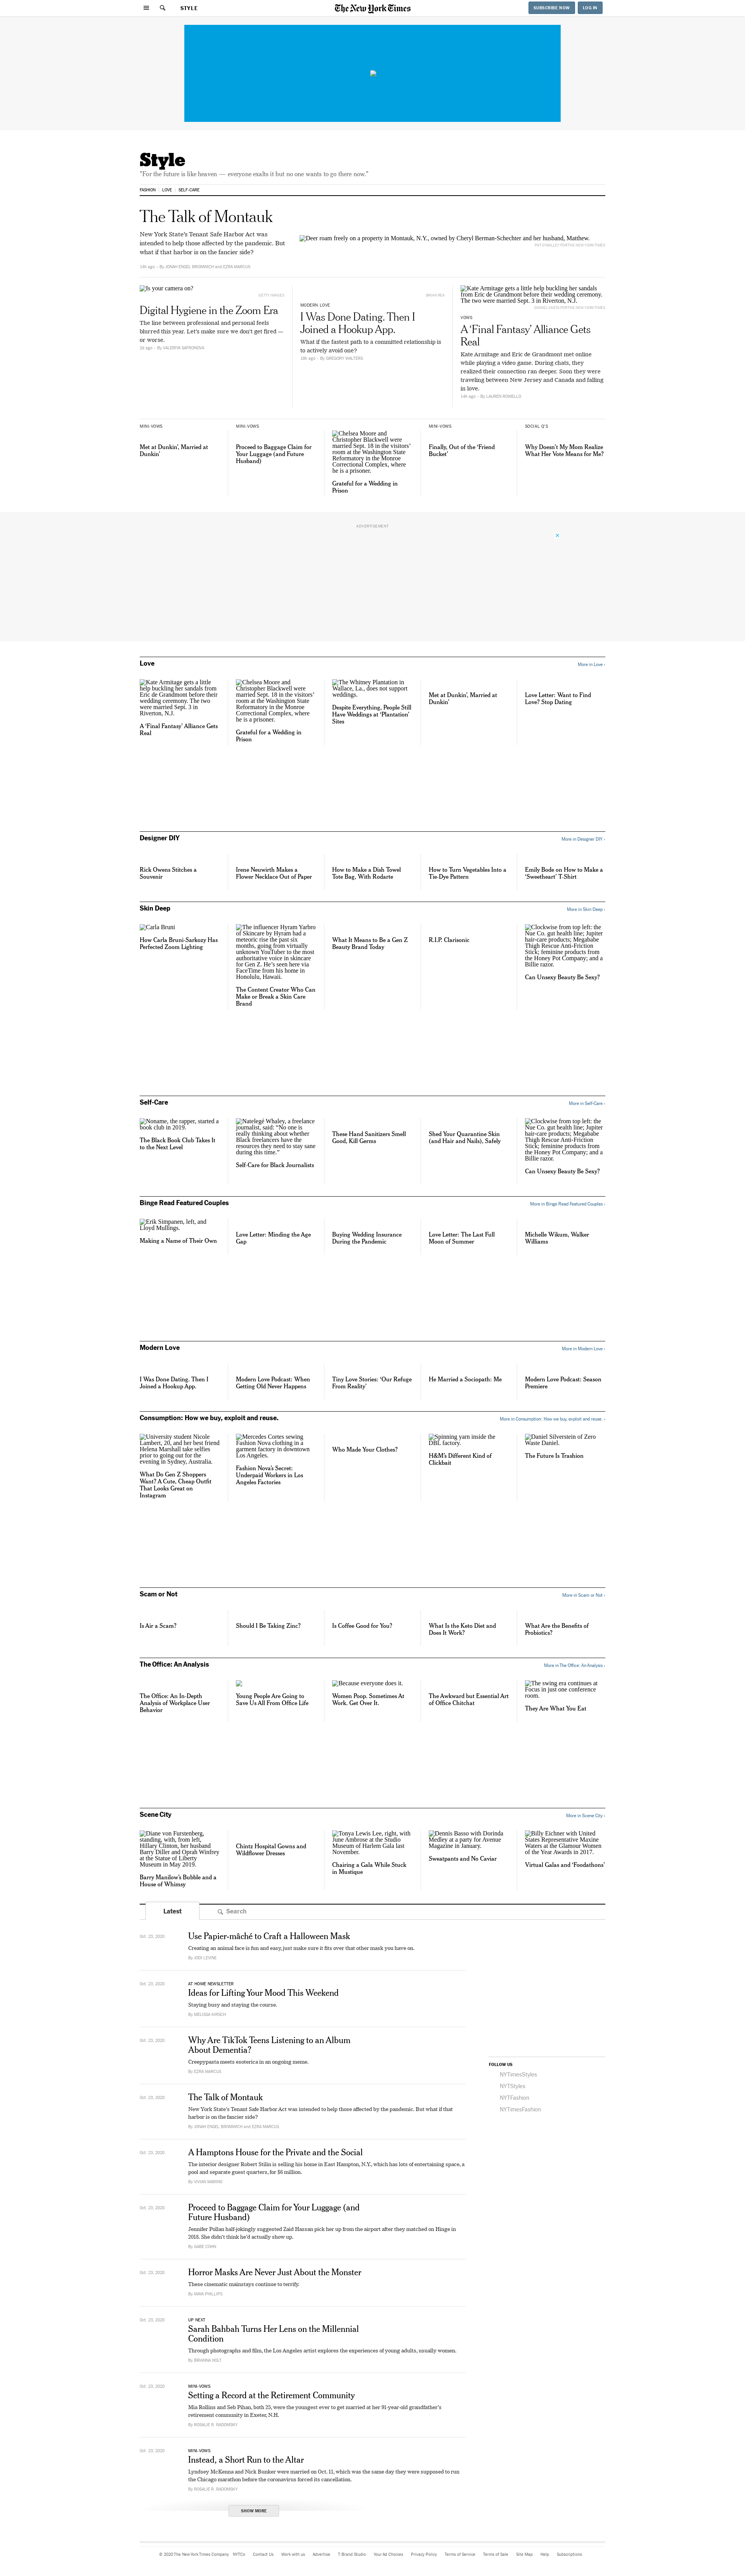 STYLE
The New York Times
SUBSCRIBE NOW
LOG IN
Style
"For the future is like heaven — everyone exalts it but no one wants to go there now."
FASHION
LOVE
SELF-CARE
The Talk of Montauk
New York State's Tenant Safe Harbor Act was
intended to help those affected by the pandemic. But
what if that harbor is on the fancier side?
14h ago
By JONAH ENGEL BROMWICH and EZRA MARCUS
Deer roam freely on a property in Montauk, N.Y., owned by Cheryl Berman-Schechter and her husband, Matthew.
Is your camera on?
GETTY IMAGES
Digital Hygiene in the Zoom Era
The line between professional and personal feels
blurred this year. Let's make sure we don't get fired —
or worse.
2d ago
By VALERIYA SAFRONOVA
BRIAN REA
MODERN LOVE
I Was Done Dating. Then I
Joined a Hookup App.
What if the fastest path to a committed relationship is
to actively avoid one?
18h ago
By GREGORY WALTERS
Kate Armitage gets a little help buckling her sandals
from Eric de Grandmont before their wedding ceremony.
The two were married Sept. 3 in Riverton, N.J.
VOWS
A 'Final Fantasy' Alliance Gets
Real
Kate Armitage and Eric de Grandmont met online
while playing a video game. During chats, they
realized their connection ran deeper. Soon they were
traveling between New Jersey and Canada and falling
in love.
14h ago
By LAUREN ROWELLO
MINI-VOWS
Met at Dunkin', Married at
Dunkin'
MINI-VOWS
Proceed to Baggage Claim for
Your Luggage (and Future
Husband)
Chelsea Moore and
Christopher Blackwell were
married Sept. 18 in the visitors'
room at the Washington State
Reformatory in the Monroe
Correctional Complex, where
he is a prisoner.
Grateful for a Wedding in
Prison
MINI-VOWS
Finally, Out of the 'Friend
Bucket'
SOCIAL Q'S
Why Doesn't My Mom Realize
What Her Vote Means for Me?
ADVERTISEMENT
Love
More in Love ›
Kate Armitage gets a little
help buckling her sandals from
Eric de Grandmont before their
wedding ceremony. The two
were married Sept. 3 in
Riverton, N.J.
A 'Final Fantasy' Alliance Gets
Real
Chelsea Moore and
Christopher Blackwell were
married Sept. 18 in the visitors'
room at the Washington State
Reformatory in the Monroe
Correctional Complex, where
he is a prisoner.
Grateful for a Wedding in
Prison
The Whitney Plantation in
Wallace, La., does not support
weddings.
Despite Everything, People Still
Have Weddings at 'Plantation'
Sites
Met at Dunkin', Married at
Dunkin'
Love Letter: Want to Find
Love? Stop Dating
Designer DIY
More in Designer DIY ›
Rick Owens Stitches a
Souvenir
Irene Neuwirth Makes a
Flower Necklace Out of Paper
How to Make a Dish Towel
Tote Bag, With Rodarte
How to Turn Vegetables Into a
Tie-Dye Pattern
Emily Bode on How to Make a
'Sweetheart' T-Shirt
Skin Deep
More in Skin Deep ›
Carla Bruni
How Carla Bruni-Sarkozy Has
Perfected Zoom Lighting
The influencer Hyram Yarbro
of Skincare by Hyram had a
meteoric rise the past six
months, going from virtually
unknown YouTuber to the most
authoritative voice in skincare
for Gen Z. He's seen here via
FaceTime from his home in
Honolulu, Hawaii.
The Content Creator Who Can
Make or Break a Skin Care
Brand
What It Means to Be a Gen Z
Beauty Brand Today
R.I.P. Clarisonic
Clockwise from top left: the
Nue Co. gut health line; Jupiter
hair-care products; Megababe
Thigh Rescue Anti-Friction
Stick; feminine products from
the Honey Pot Company; and a
Billie razor.
Can Unsexy Beauty Be Sexy?
Self-Care
More in Self-Care ›
Noname, the rapper, started a
book club in 2019.
The Black Book Club Takes It
to the Next Level
Natelegé Whaley, a freelance
journalist, said: "No one is
really thinking about whether
Black freelancers have the
resources they need to stay sane
during this time."
Self-Care for Black Journalists
These Hand Sanitizers Smell
Good, Kill Germs
Shed Your Quarantine Skin
(and Hair and Nails), Safely
Clockwise from top left: the
Nue Co. gut health line; Jupiter
hair-care products; Megababe
Thigh Rescue Anti-Friction
Stick; feminine products from
the Honey Pot Company; and a
Billie razor.
Can Unsexy Beauty Be Sexy?
Binge Read Featured Couples
More in Binge Read Featured Couples ›
Erik Simpanen, left, and
Lloyd Mullings.
Making a Name of Their Own
Love Letter: Minding the Age
Gap
Buying Wedding Insurance
During the Pandemic
Love Letter: The Last Full
Moon of Summer
Michelle Wikum, Walker
Williams
Modern Love
More in Modern Love ›
I Was Done Dating. Then I
Joined a Hookup App.
Modern Love Podcast: When
Getting Old Never Happens
Tiny Love Stories: 'Our Refuge
From Reality'
He Married a Sociopath: Me
Modern Love Podcast: Season
Premiere
Consumption: How we buy, exploit and reuse.
More in Consumption: How we buy, exploit and reuse. ›
University student Nicole
Lambert, 20, and her best friend
Helena Marshall take selfies
prior to going out for the
evening in Sydney, Australia.
What Do Gen Z Shoppers
Want? A Cute, Cheap Outfit
That Looks Great on
Instagram
Mercedes Cortes sewing
Fashion Nova clothing in a
garment factory in downtown
Los Angeles.
Fashion Nova's Secret:
Underpaid Workers in Los
Angeles Factories
Who Made Your Clothes?
Spinning yarn inside the
DBL factory.
H&M's Different Kind of
Clickbait
Daniel Silverstein of Zero
Waste Daniel.
The Future Is Trashion
Scam or Not
More in Scam or Not ›
Is Air a Scam?
Should I Be Taking Zinc?
Is Coffee Good for You?
What Is the Keto Diet and
Does It Work?
What Are the Benefits of
Probiotics?
The Office: An Analysis
More in The Office: An Analysis ›
The Office: An In-Depth
Analysis of Workplace User
Behavior
Young People Are Going to
Save Us All From Office Life
Because everyone does it.
Women Poop. Sometimes At
Work. Get Over It.
The Awkward but Essential Art
of Office Chitchat
The swing era continues at
Focus in just one conference
room.
They Are What You Eat
Scene City
More in Scene City ›
Diane von Furstenberg,
standing, with, from left,
Hillary Clinton, her husband
Barry Diller and Oprah Winfrey
at the Statue of Liberty
Museum in May 2019.
Barry Manilow's Bubble and a
House of Whimsy
Chintz Hospital Gowns and
Wildflower Dresses
Tonya Lewis Lee, right, with
June Ambrose at the Studio
Museum of Harlem Gala last
November.
Chairing a Gala While Stuck
in Mustique
Dennis Basso with Dorinda
Medley at a party for Avenue
Magazine in January.
Sweatpants and No Caviar
Billy Eichner with United
States Representative Maxine
Waters at the Glamour Women
of the Year Awards in 2017.
Virtual Galas and 'Foodathons'
Latest
Search
Oct. 23, 2020
Use Papier-mâché to Craft a Halloween Mask
Creating an animal face is fun and easy, just make sure it fits over that other mask you have on.
By JODI LEVINE
Oct. 23, 2020
AT HOME NEWSLETTER
Ideas for Lifting Your Mood This Weekend
Staying busy and staying the course.
By MELISSA KIRSCH
Oct. 23, 2020
Why Are TikTok Teens Listening to an Album
About Dementia?
Creepypasta meets esoterica in an ongoing meme.
By EZRA MARCUS
Oct. 23, 2020
The Talk of Montauk
New York State's Tenant Safe Harbor Act was intended to help those affected by the pandemic. But what if that
harbor is on the fancier side?
By JONAH ENGEL BROMWICH and EZRA MARCUS
Oct. 23, 2020
A Hamptons House for the Private and the Social
The interior designer Robert Stilin is selling his home in East Hampton, N.Y., which has lots of entertaining space, a
pool and separate guest quarters, for $6 million.
By VIVIAN MARINO
Oct. 23, 2020
Proceed to Baggage Claim for Your Luggage (and
Future Husband)
Jennifer Pullan half-jokingly suggested Zaid Hassan pick her up from the airport after they matched on Hinge in
2018. She didn't think he'd actually show up.
By GABE COHN
Oct. 23, 2020
Horror Masks Are Never Just About the Monster
These cinematic mainstays continue to terrify.
By MAYA PHILLIPS
Oct. 23, 2020
UP NEXT
Sarah Bahbah Turns Her Lens on the Millennial
Condition
Through photographs and film, the Los Angeles artist explores the experiences of young adults, usually women.
By BRIANNA HOLT
Oct. 23, 2020
MINI-VOWS
Setting a Record at the Retirement Community
Mia Rollins and Seb Pihan, both 25, were the youngest ever to get married at her 91-year-old grandfather's
retirement community in Exeter, N.H.
By ROSALIE R. RADOMSKY
Oct. 23, 2020
MINI-VOWS
Instead, a Short Run to the Altar
Lyndsey McKenna and Nick Bunker were married on Oct. 11, which was the same day they were supposed to run
the Chicago marathon before the coronavirus forced its cancellation.
By ROSALIE R. RADOMSKY
SHOW MORE
FOLLOW US
NYTimesStyles
NYTStyles
NYTFashion
NYTimesFashion
© 2020 The New York Times Company
NYTCo
Contact Us
Work with us
Advertise
T Brand Studio
Your Ad Choices
Privacy Policy
Terms of Service
Terms of Sale
Site Map
Help
Subscriptions